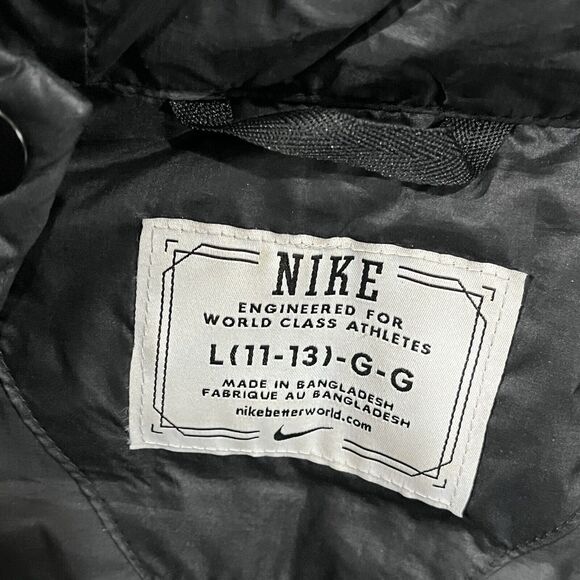 NIKE
ENGINEERED FOR
WORLD CLASS ATHLETES
L(11-13)-G-G
MADE IN BANGLADESH
FABRIQUE AU BANGLADESH
nikebetterworld.com